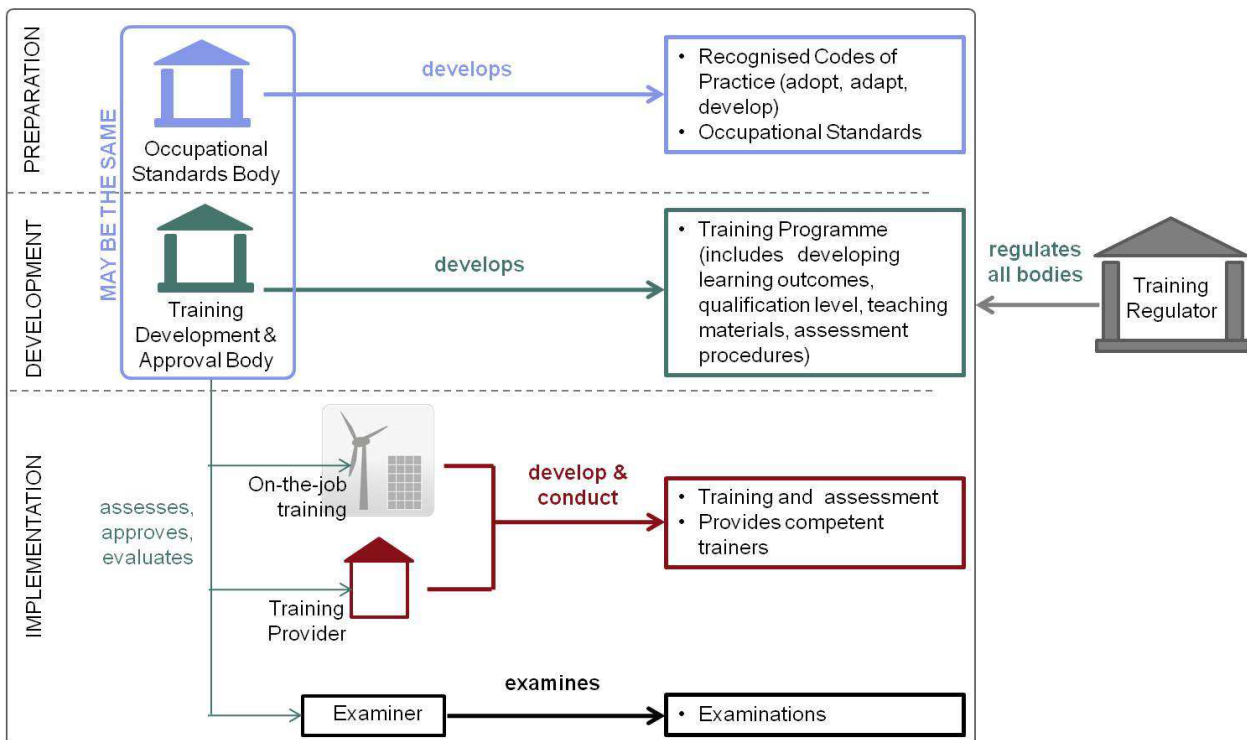 PREPARATION
MAY BE THE SAME
Occupational
Standards Body
develops
• Recognised Codes of
Practice (adopt, adapt,
develop)
• Occupational Standards
DEVELOPMENT
Training
Development &
Approval Body
develops
• Training Programme
(includes developing
learning outcomes,
qualification level, teaching
materials, assessment
procedures)
regulates
all bodies
Training
Regulator
IMPLEMENTATION
assesses,
approves,
evaluates
On-the-job
training
Training
Provider
develop &
conduct
• Training and assessment
• Provides competent
trainers
Examiner
examines
• Examinations